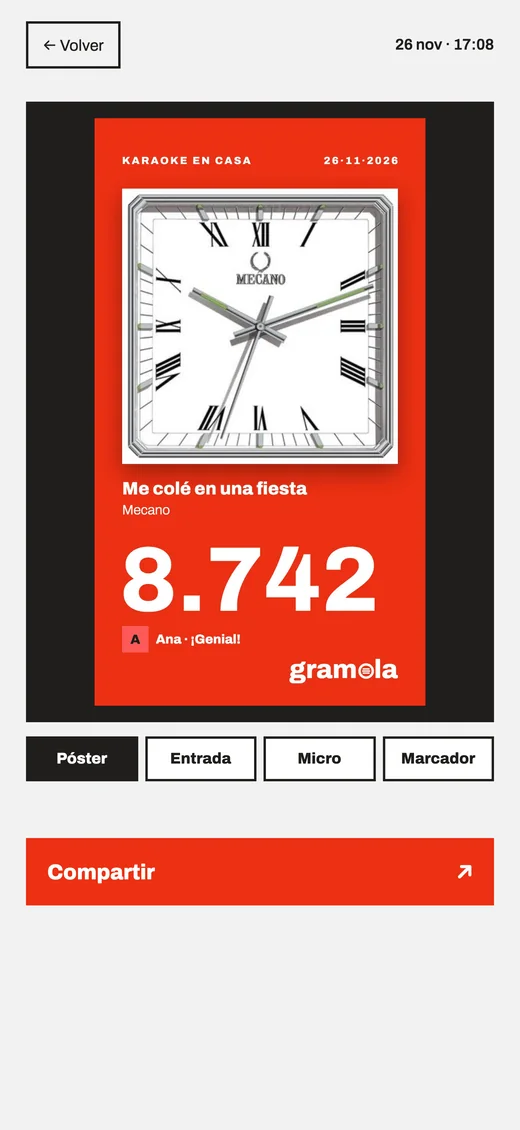 ← Volver
26 nov · 17:08
KARAOKE EN CASA
26·11·2026
XII
MECANO
Me colé en una fiesta
Mecano
8.742
A
Ana · ¡Genial!
gramola
Póster
Entrada
Micro
Marcador
Compartir